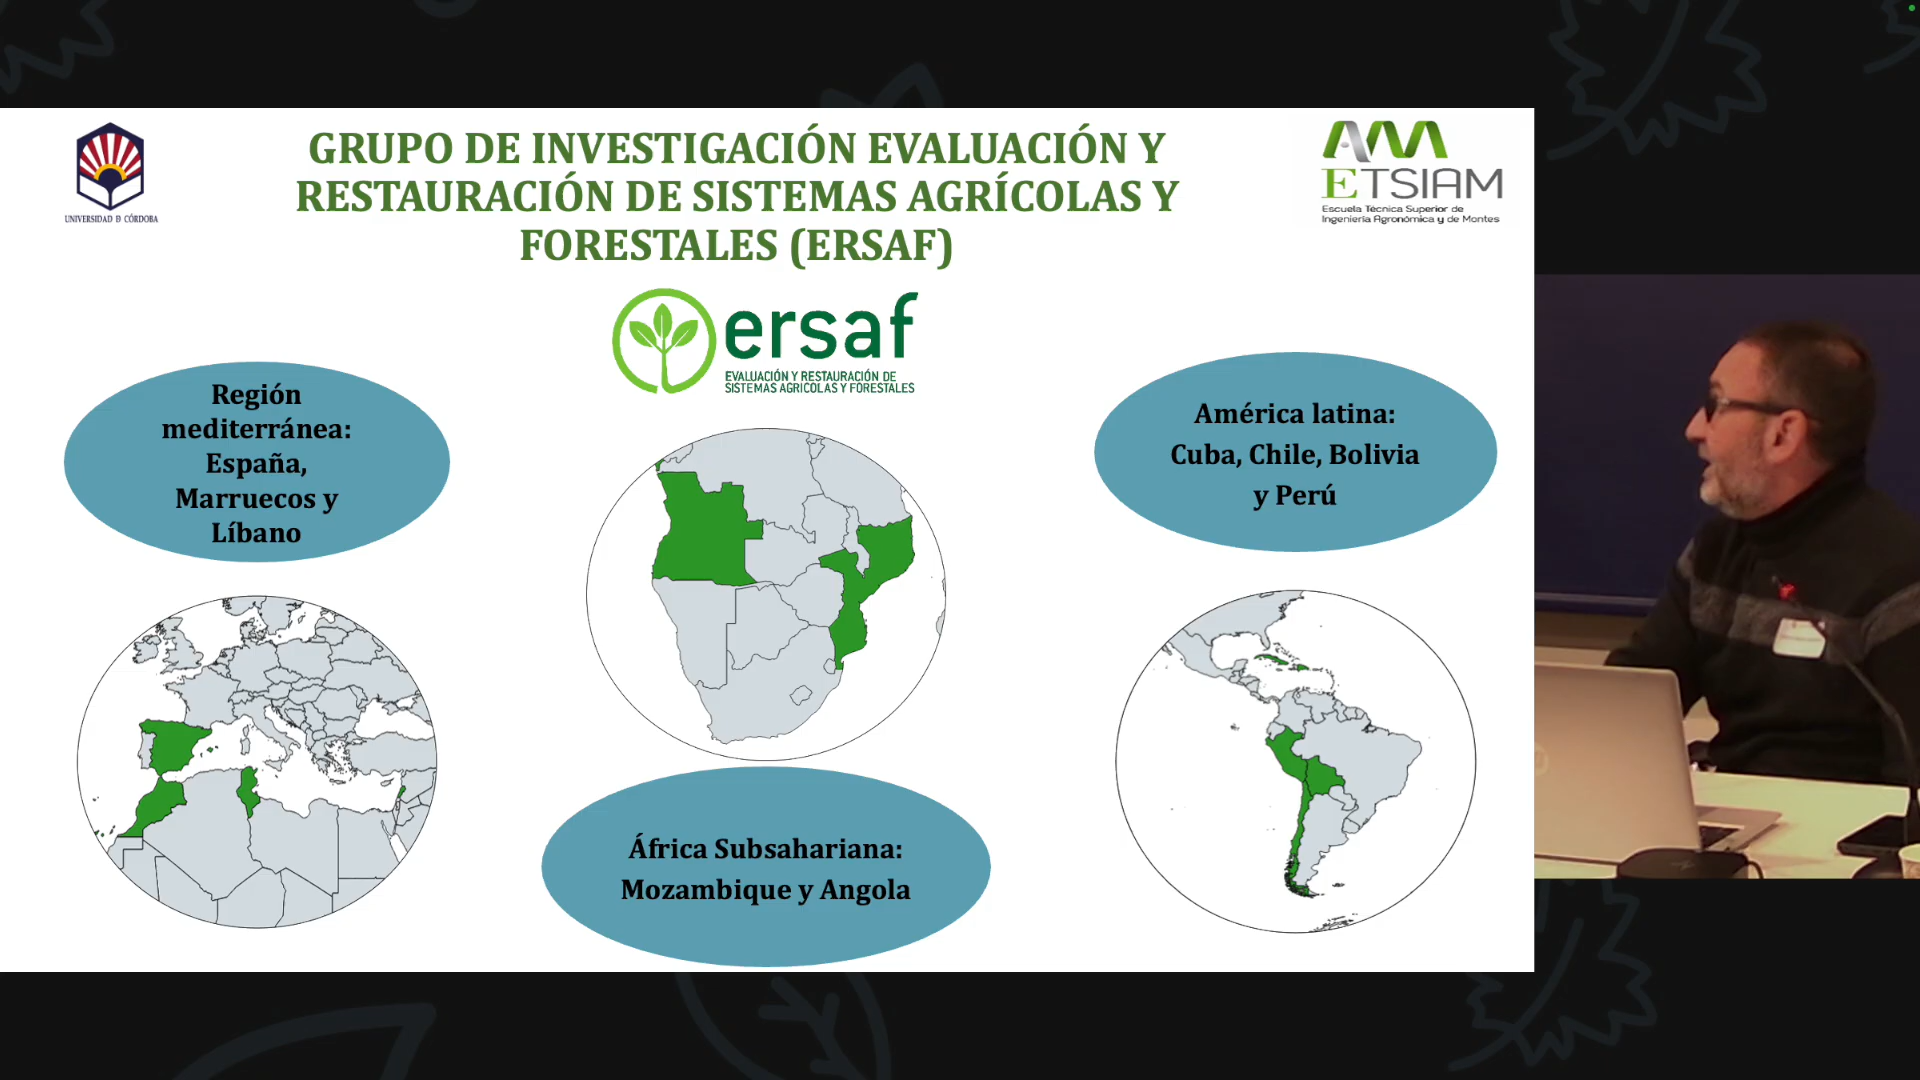 GRUPO DE INVESTIGACIÓN EVALUACIÓN Y
RESTAURACIÓN DE SISTEMAS AGRÍCOLAS Y
FORESTALES (ERSAF)
UNIVERSIDAD Ð CÓRDOBA
ETSIAM
Escuela Técnica Superior de
Ingeniería Agronómica y de Montes
ersaf
EVALUACIÓN Y RESTAURACIÓN DE
SISTEMAS AGRICOLAS Y FORESTALES
Región
mediterránea:
España,
Marruecos y
Líbano
América latina:
Cuba, Chile, Bolivia
y Perú
África Subsahariana:
Mozambique y Angola